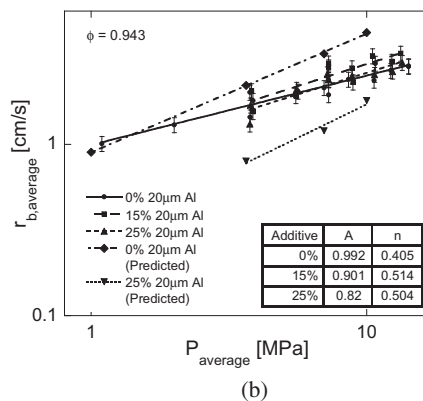 ϕ = 0.943
r_b,average [cm/s]
1
0.1
0% 20μm Al
15% 20μm Al
25% 20μm Al
0% 20μm Al
(Predicted)
25% 20μm Al
(Predicted)
Additive A n
0% 0.992 0.405
15% 0.901 0.514
25% 0.82 0.504
1 10
P_average [MPa]
(b)